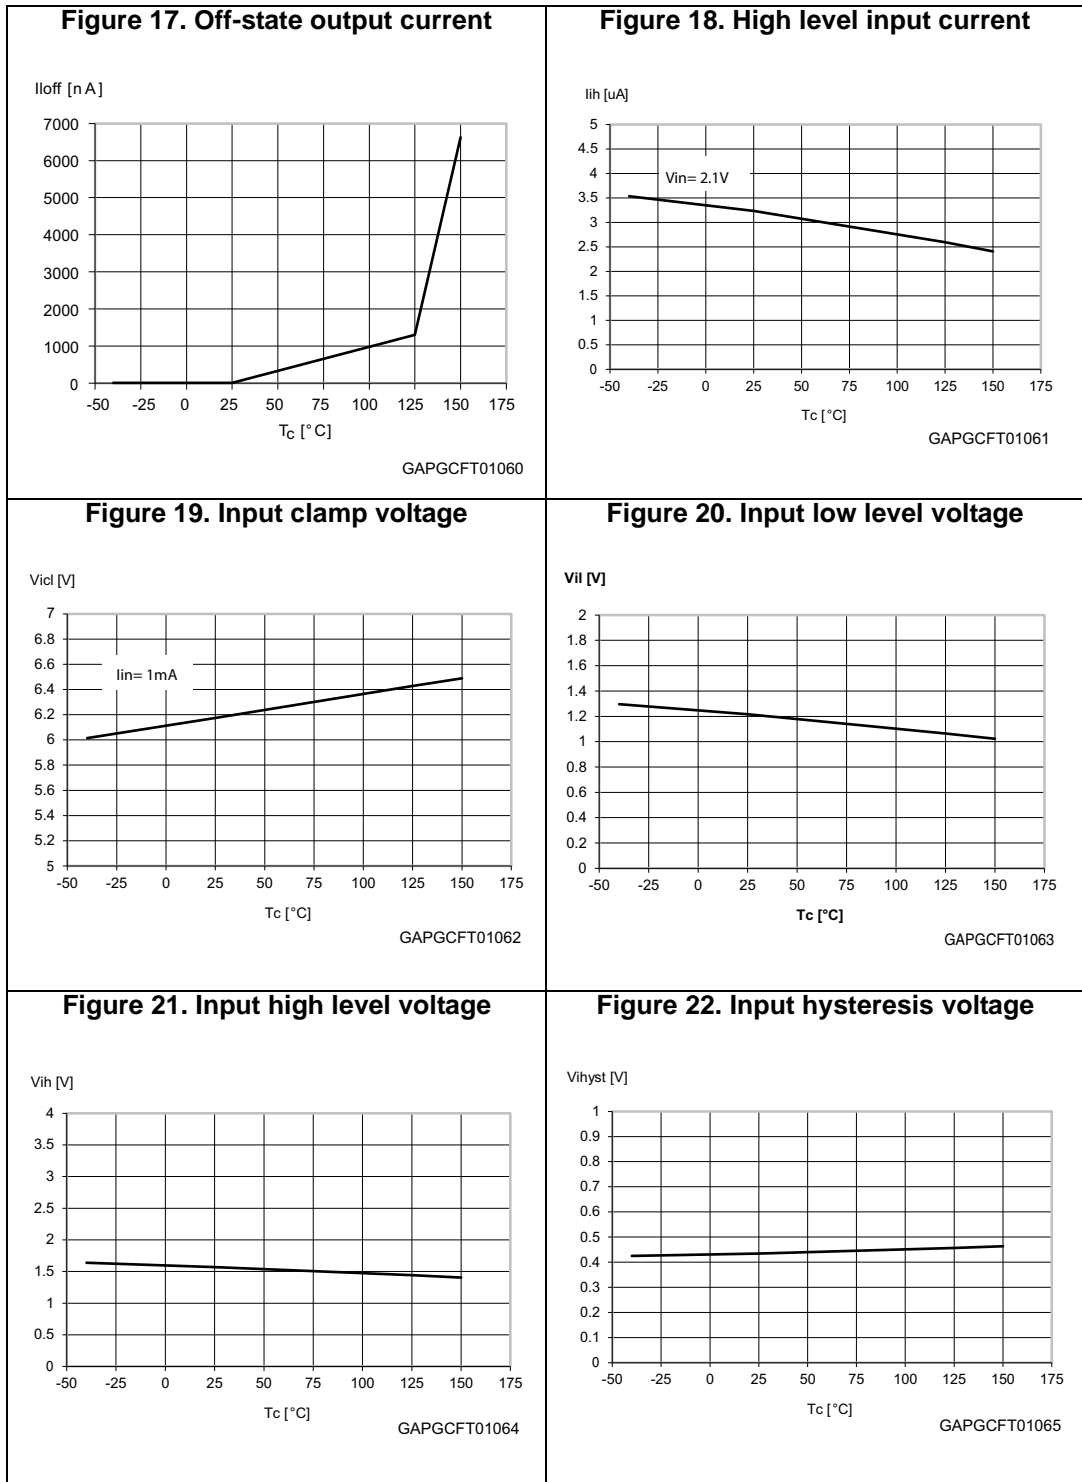 Figure 17. Off-state output current
Iloff [n A]
7000
6000
5000
4000
3000
2000
1000
0
-50 -25 0 25 50 75 100 125 150 175
TC [° C]
GAPGCFT01060
Figure 18. High level input current
Iih [uA]
5
4.5
4
3.5
3
2.5
2
1.5
1
0.5
0
Vin= 2.1V
-50 -25 0 25 50 75 100 125 150 175
Tc [°C]
GAPGCFT01061
Figure 19. Input clamp voltage
Vicl [V]
7
6.8
6.6
6.4
6.2
6
5.8
5.6
5.4
5.2
5
Iin= 1mA
-50 -25 0 25 50 75 100 125 150 175
Tc [°C]
GAPGCFT01062
Figure 20. Input low level voltage
Vil [V]
2
1.8
1.6
1.4
1.2
1
0.8
0.6
0.4
0.2
0
-50 -25 0 25 50 75 100 125 150 175
Tc [°C]
GAPGCFT01063
Figure 21. Input high level voltage
Vih [V]
4
3.5
3
2.5
2
1.5
1
0.5
0
-50 -25 0 25 50 75 100 125 150 175
Tc [°C]
GAPGCFT01064
Figure 22. Input hysteresis voltage
Vihyst [V]
1
0.9
0.8
0.7
0.6
0.5
0.4
0.3
0.2
0.1
0
-50 -25 0 25 50 75 100 125 150 175
Tc [°C]
GAPGCFT01065